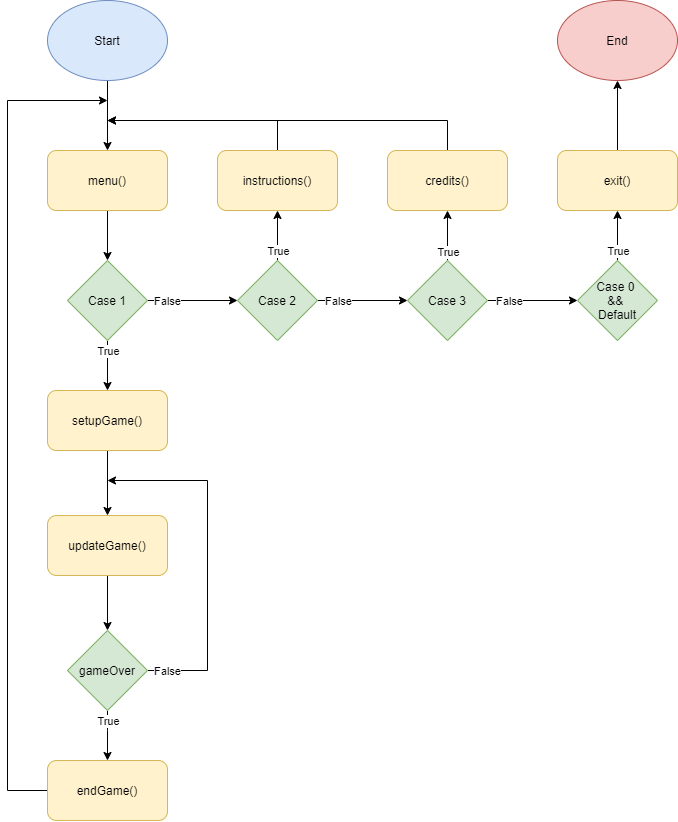 Start
End
menu()
instructions()
credits()
exit()
True
True
True
Case 1
False
Case 2
False
Case 3
False
Case 0
&&
Default
True
setupGame()
updateGame()
gameOver
False
True
endGame()